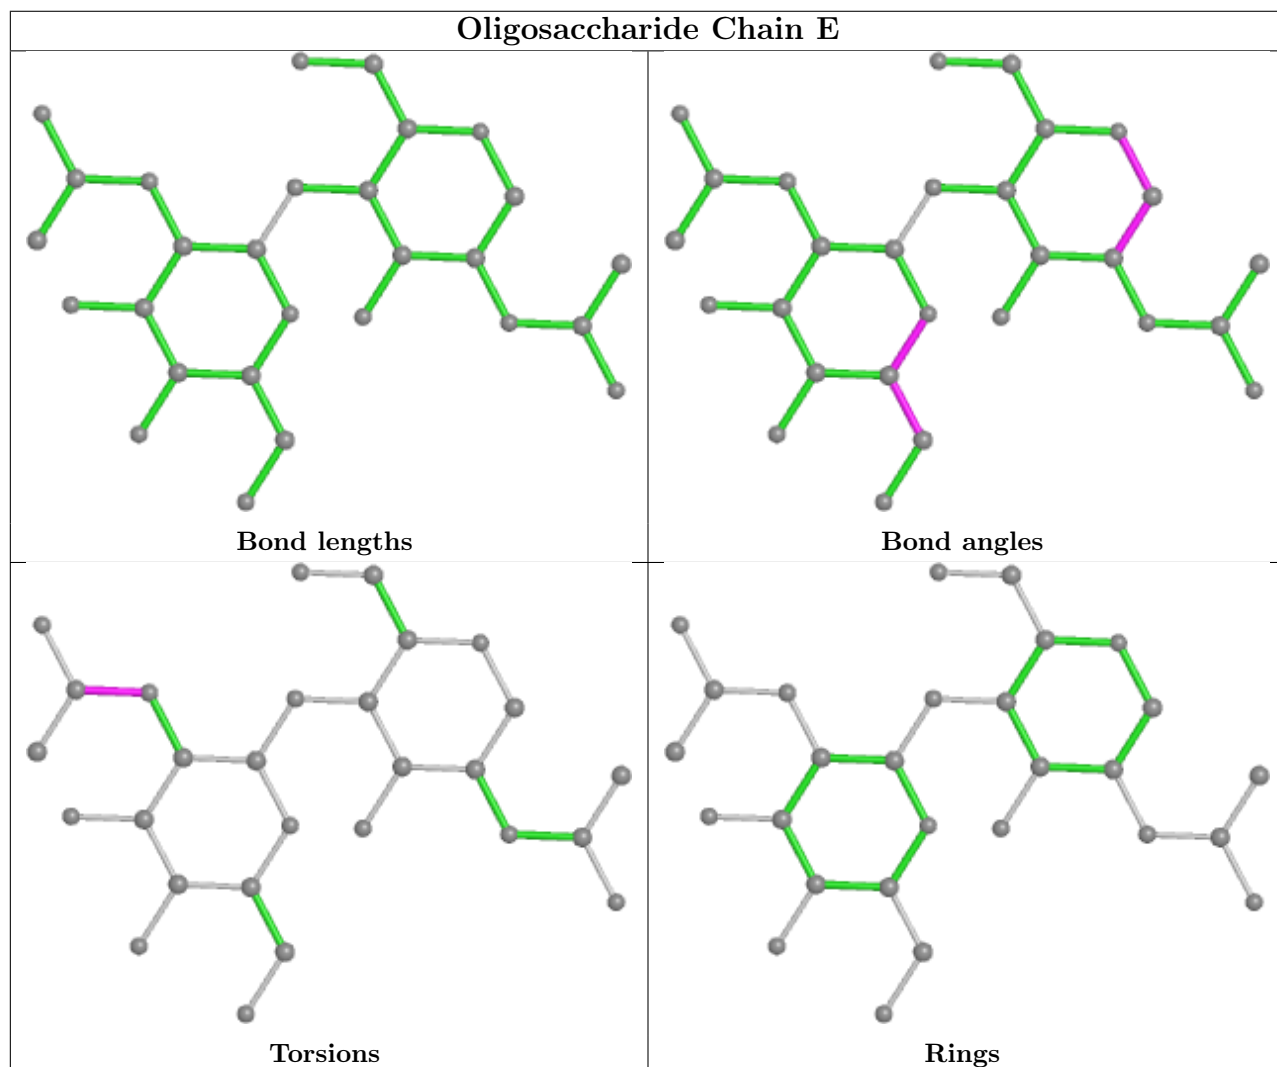 Oligosaccharide Chain E
Bond lengths
Bond angles
Torsions
Rings